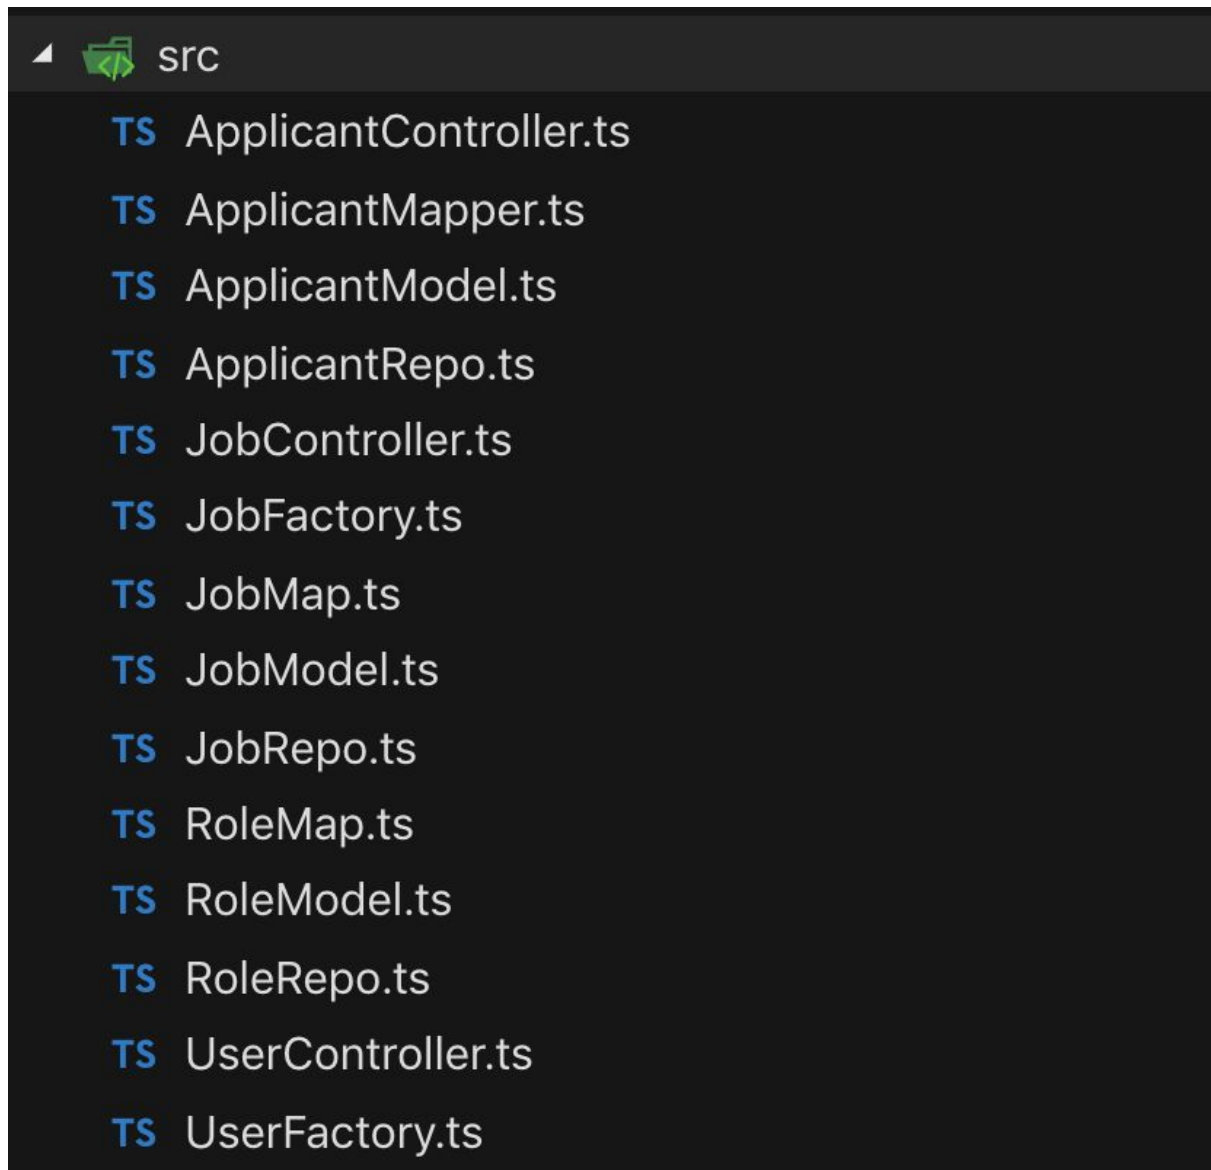 src
TS ApplicantController.ts
TS ApplicantMapper.ts
TS ApplicantModel.ts
TS ApplicantRepo.ts
TS JobController.ts
TS JobFactory.ts
TS JobMap.ts
TS JobModel.ts
TS JobRepo.ts
TS RoleMap.ts
TS RoleModel.ts
TS RoleRepo.ts
TS UserController.ts
TS UserFactory.ts